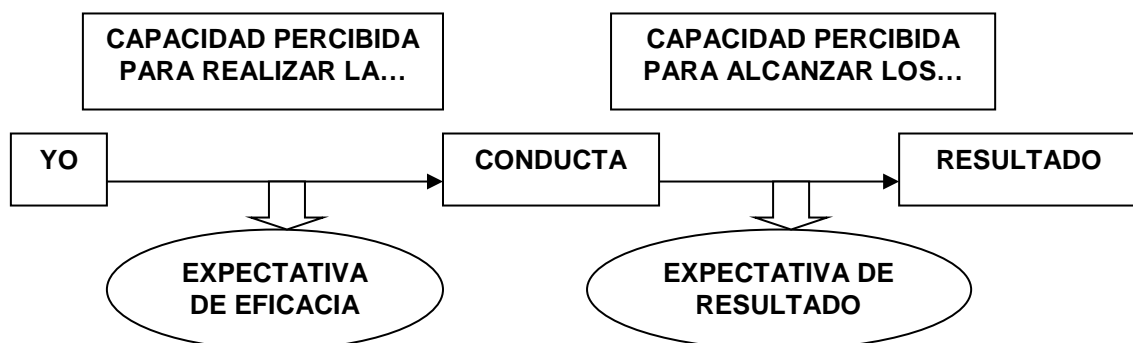 CAPACIDAD PERCIBIDA
PARA REALIZAR LA…
CAPACIDAD PERCIBIDA
PARA ALCANZAR LOS…
YO
CONDUCTA
RESULTADO
EXPECTATIVA
DE EFICACIA
EXPECTATIVA DE
RESULTADO